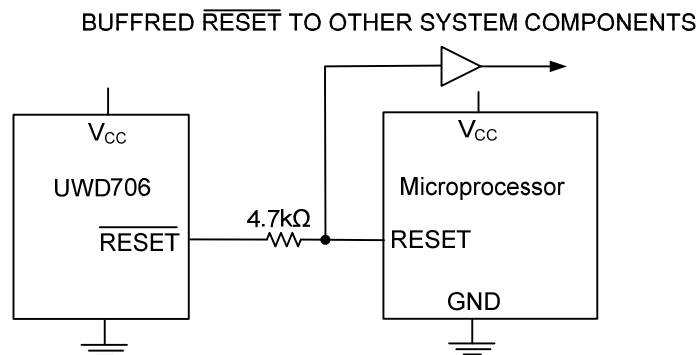 BUFFRED RESET TO OTHER SYSTEM COMPONENTS
VCC
VCC
UWD706
Microprocessor
4.7kΩ
RESET
RESET
GND